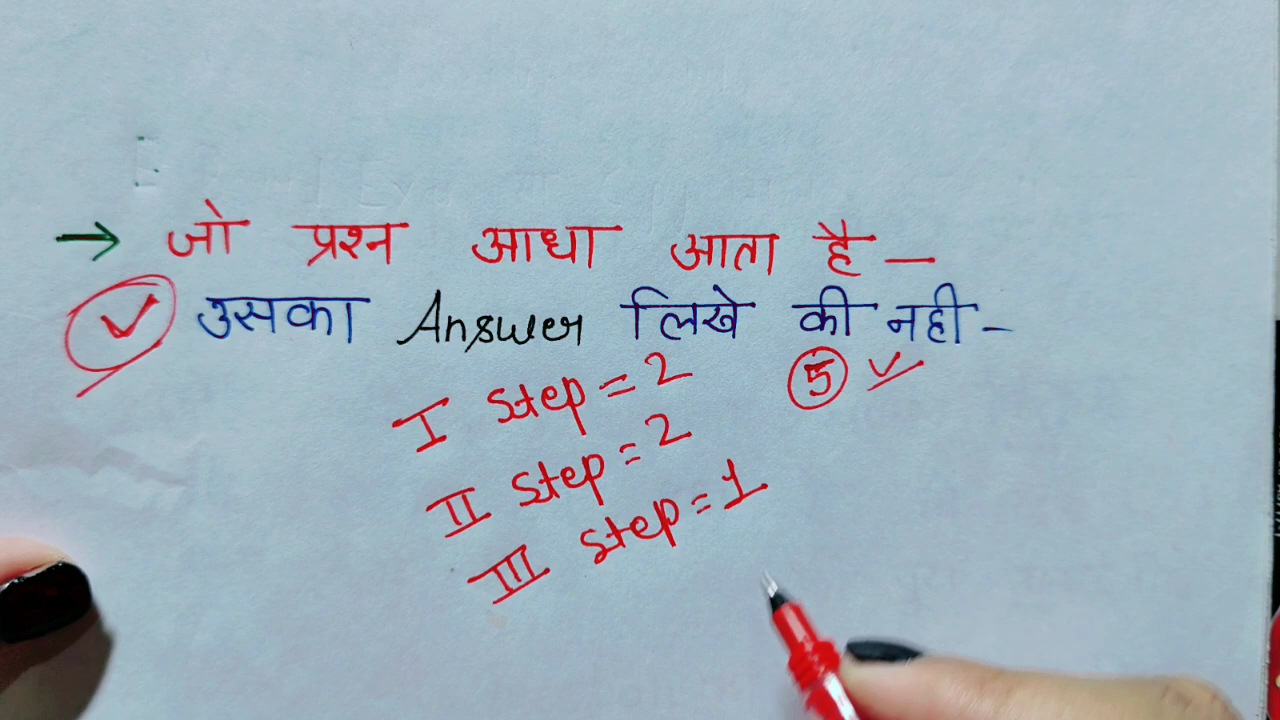 → जो प्रश्न आधा आता है—
✓ उसका Answer लिखे की नही-
I Step = 2
5 ✓
II Step = 2
III Step = 1